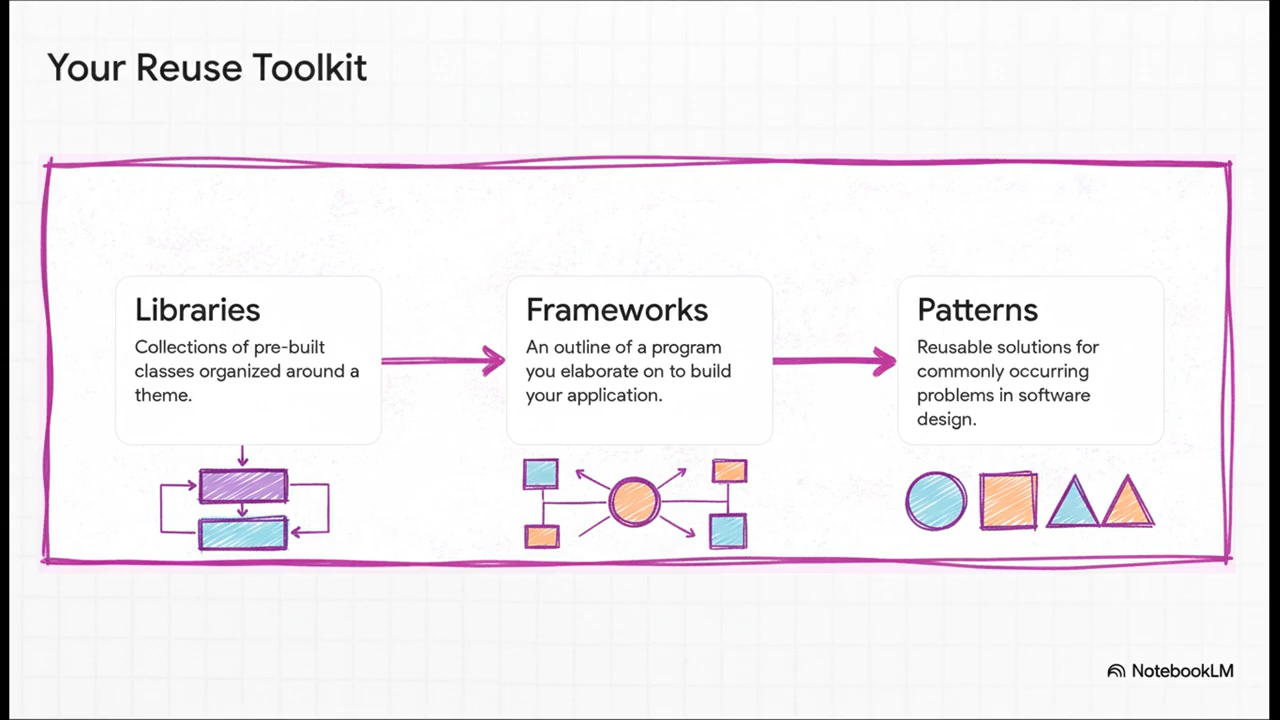 Your Reuse Toolkit
Libraries
Collections of pre-built
classes organized around a
theme.
Frameworks
An outline of a program
you elaborate on to build
your application.
Patterns
Reusable solutions for
commonly occurring
problems in software
design.
NotebookLM